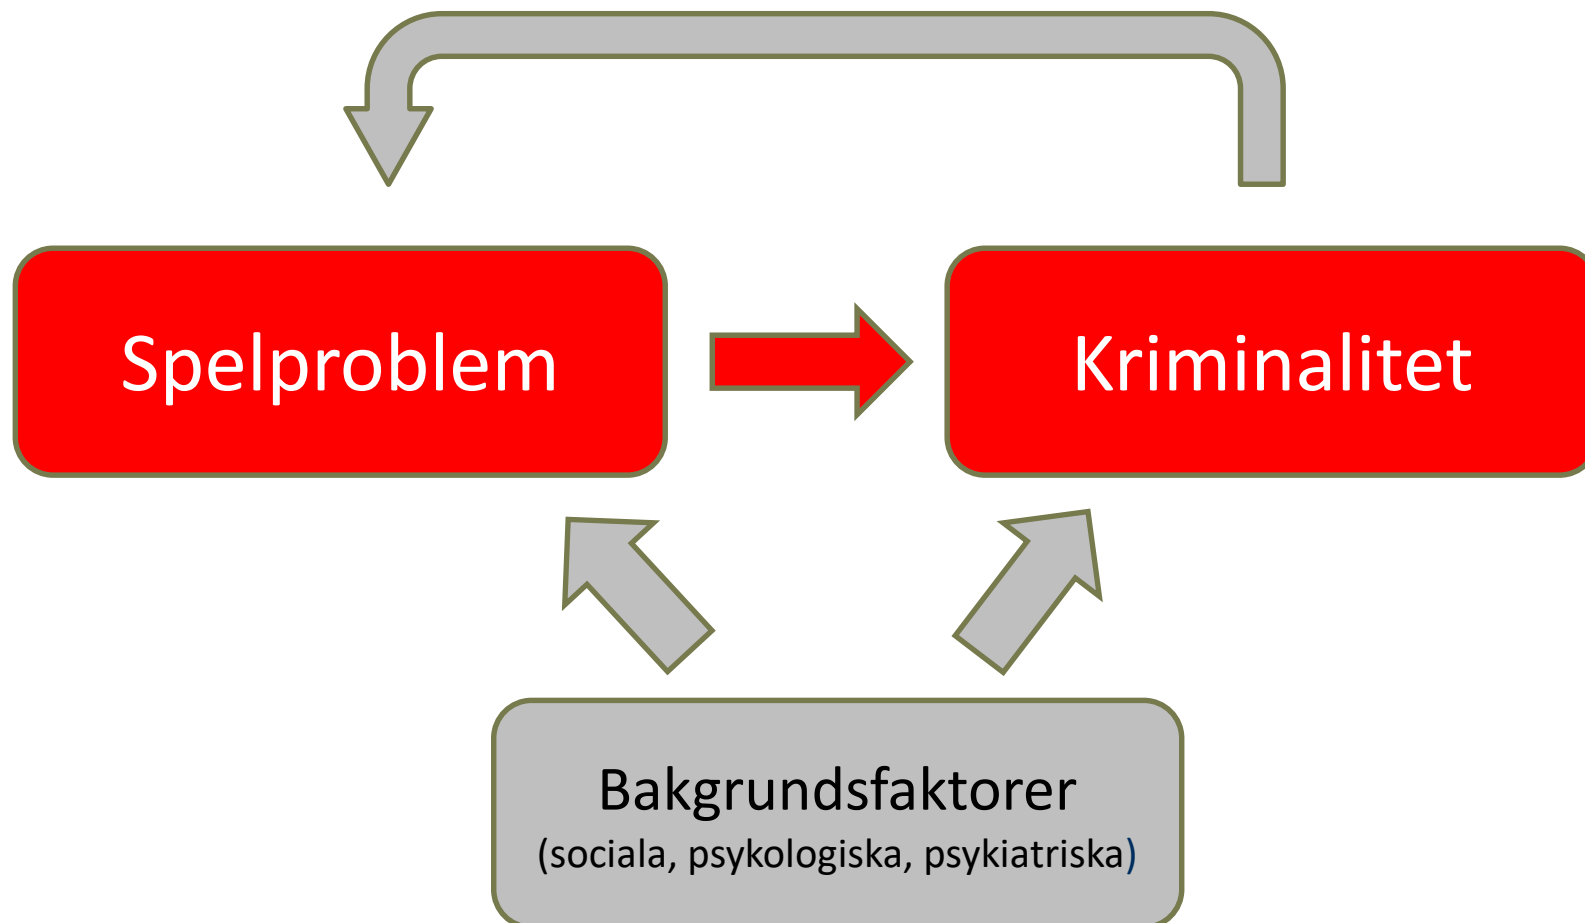 Spelproblem
Kriminalitet
Bakgrundsfaktorer
(sociala, psykologiska, psykiatriska)